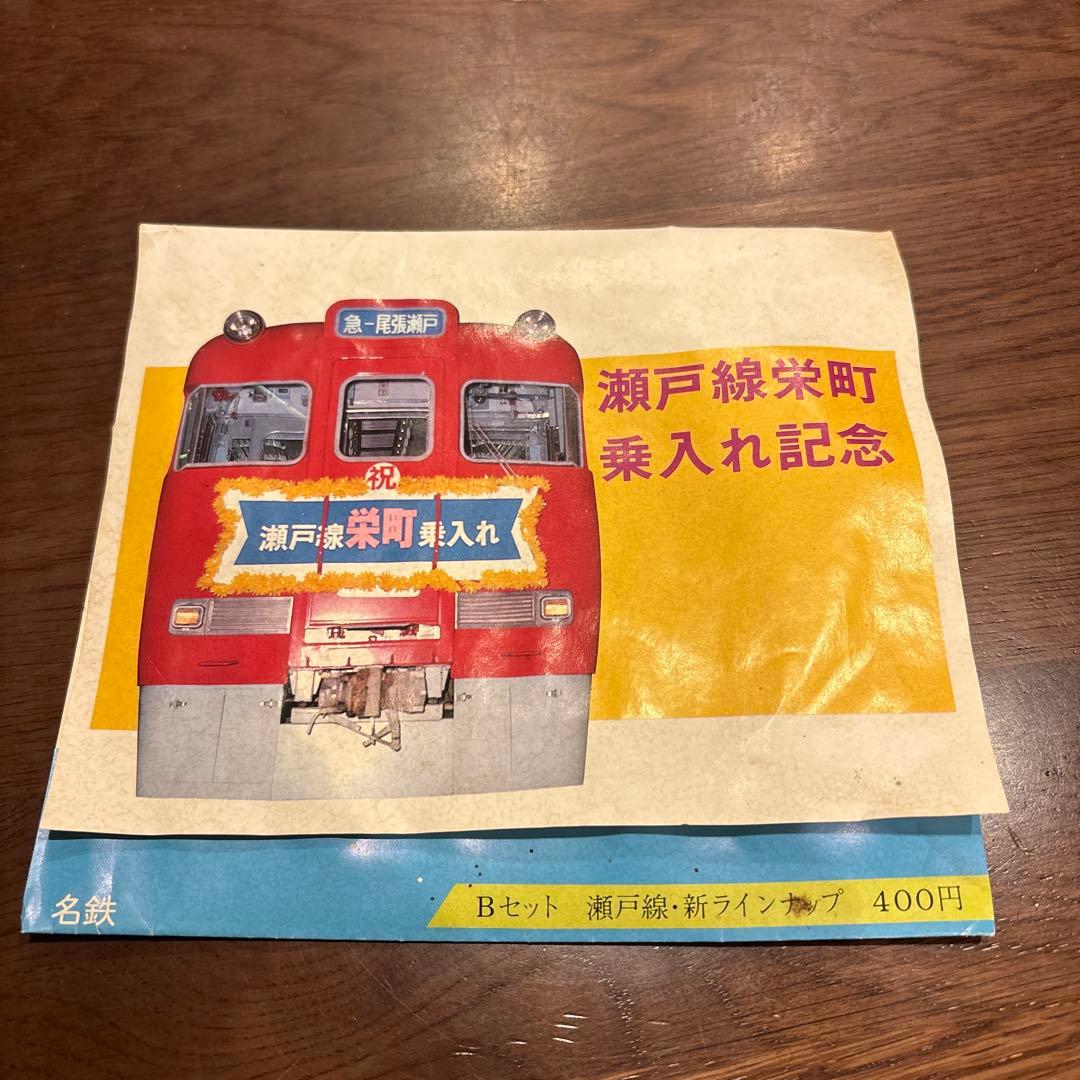 急-尾張瀬戸
瀬戸線栄町
乗入れ記念
祝
瀬戸線栄町乗入れ
名鉄
Bセット 瀬戸線・新ラインナップ 400円